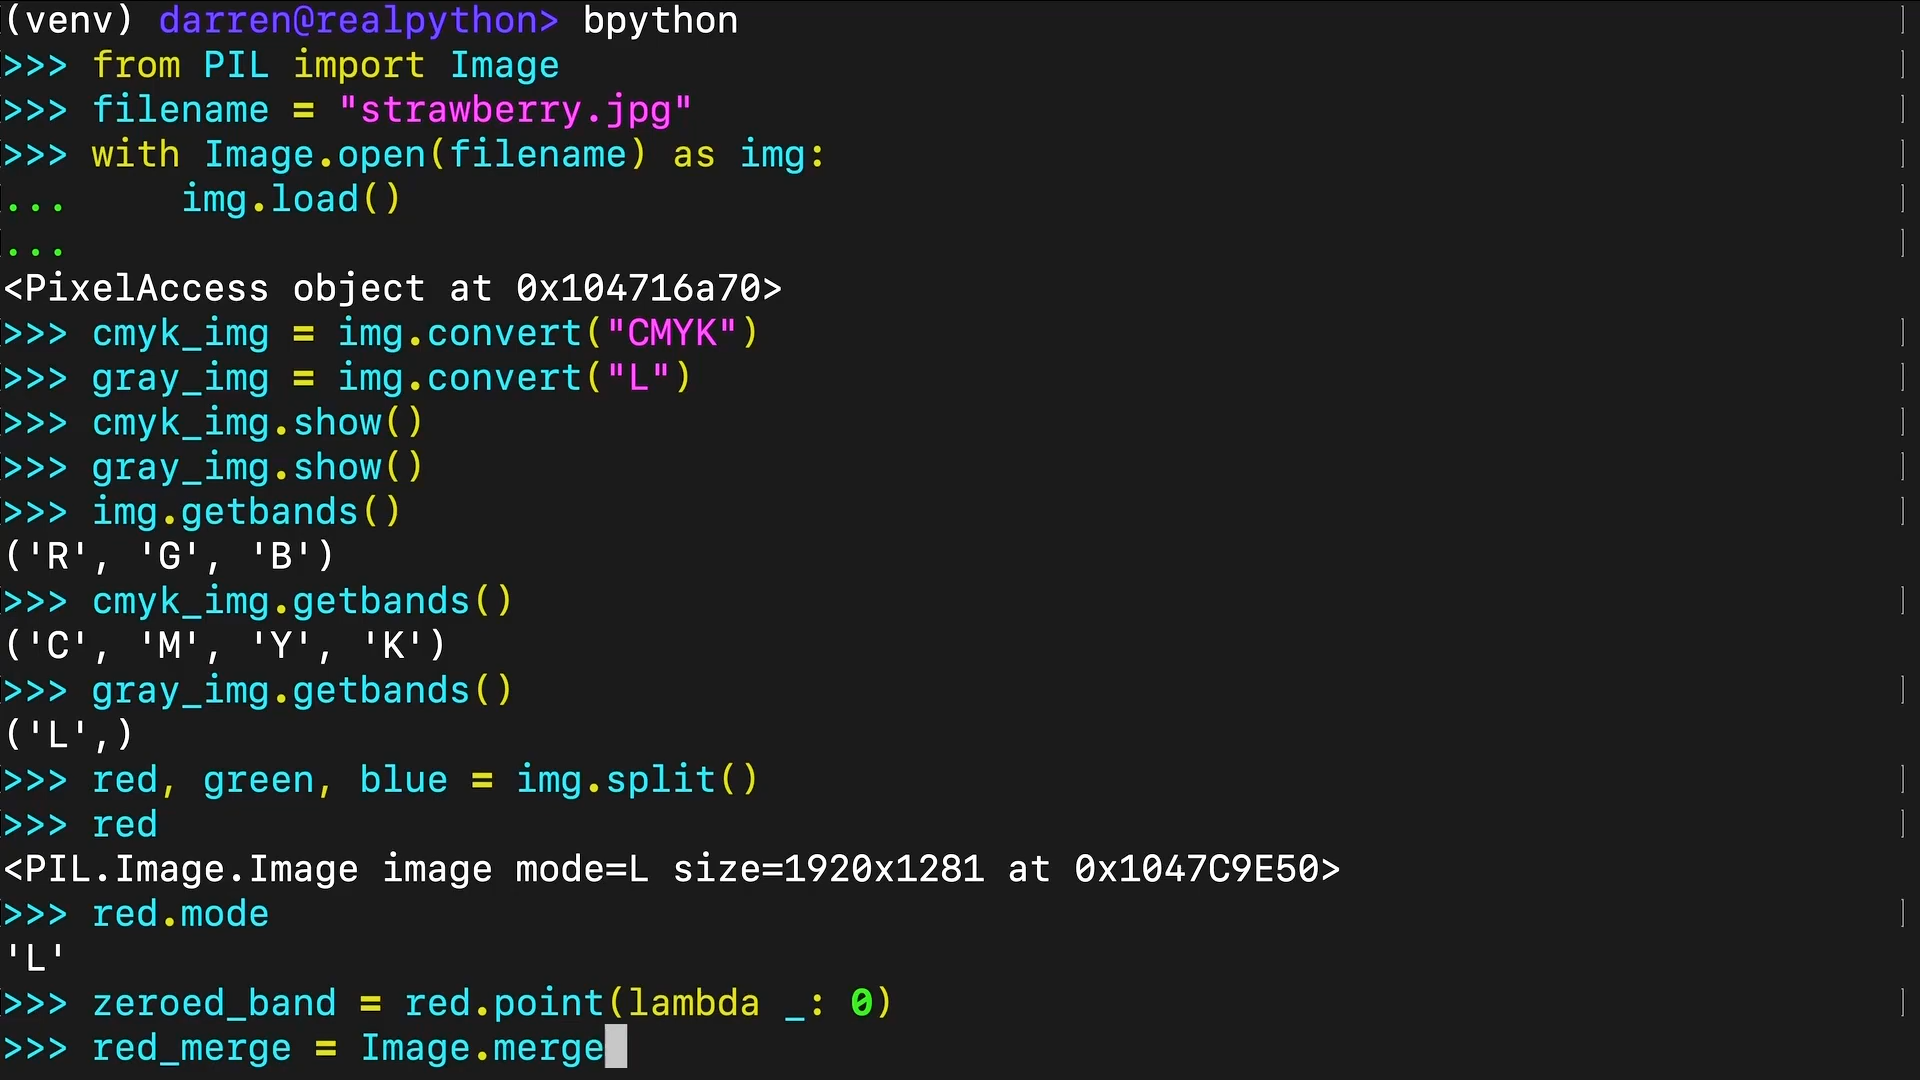 (venv) darren@realpython> bpython
>>> from PIL import Image
>>> filename = "strawberry.jpg"
>>> with Image.open(filename) as img:
...     img.load()
...
<PixelAccess object at 0x104716a70>
>>> cmyk_img = img.convert("CMYK")
>>> gray_img = img.convert("L")
>>> cmyk_img.show()
>>> gray_img.show()
>>> img.getbands()
('R', 'G', 'B')
>>> cmyk_img.getbands()
('C', 'M', 'Y', 'K')
>>> gray_img.getbands()
('L',)
>>> red, green, blue = img.split()
>>> red
<PIL.Image.Image image mode=L size=1920x1281 at 0x1047C9E50>
>>> red.mode
'L'
>>> zeroed_band = red.point(lambda _: 0)
>>> red_merge = Image.merge